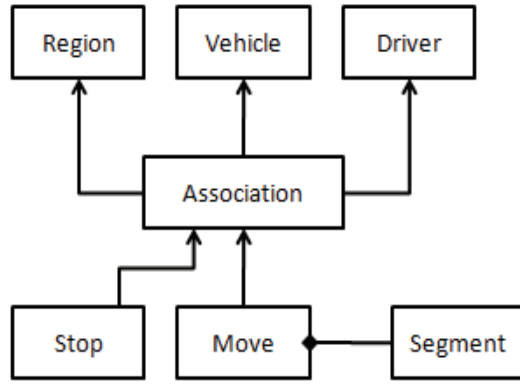 Region
Vehicle
Driver
Association
Stop
Move
Segment